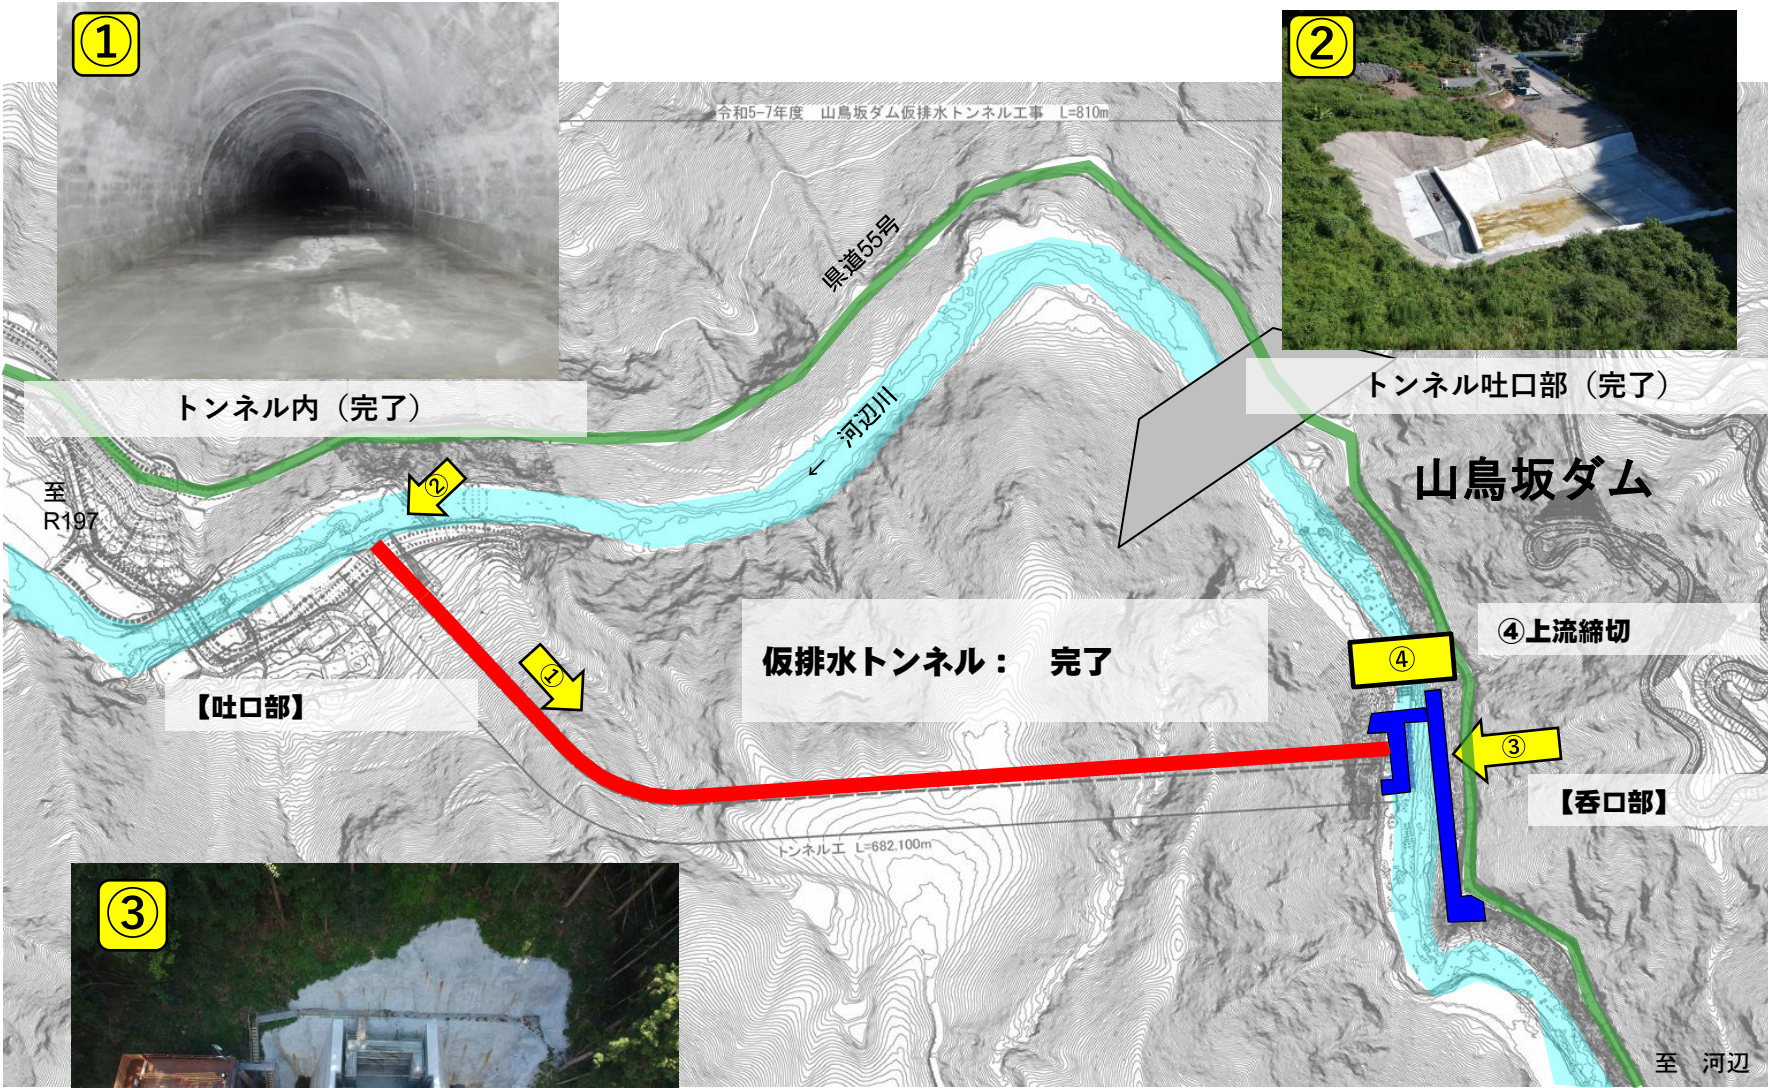 ①
②
令和5-7年度 山鳥坂ダム仮排水トンネル工事 L=810m
県道55号
トンネル内（完了）
トンネル吐口部（完了）
← 河辺川
山鳥坂ダム
②
至
R197
④上流締切
仮排水トンネル： 完了
④
①
【吐口部】
③
【呑口部】
トンネル工 L=682.100m
③
至 河辺